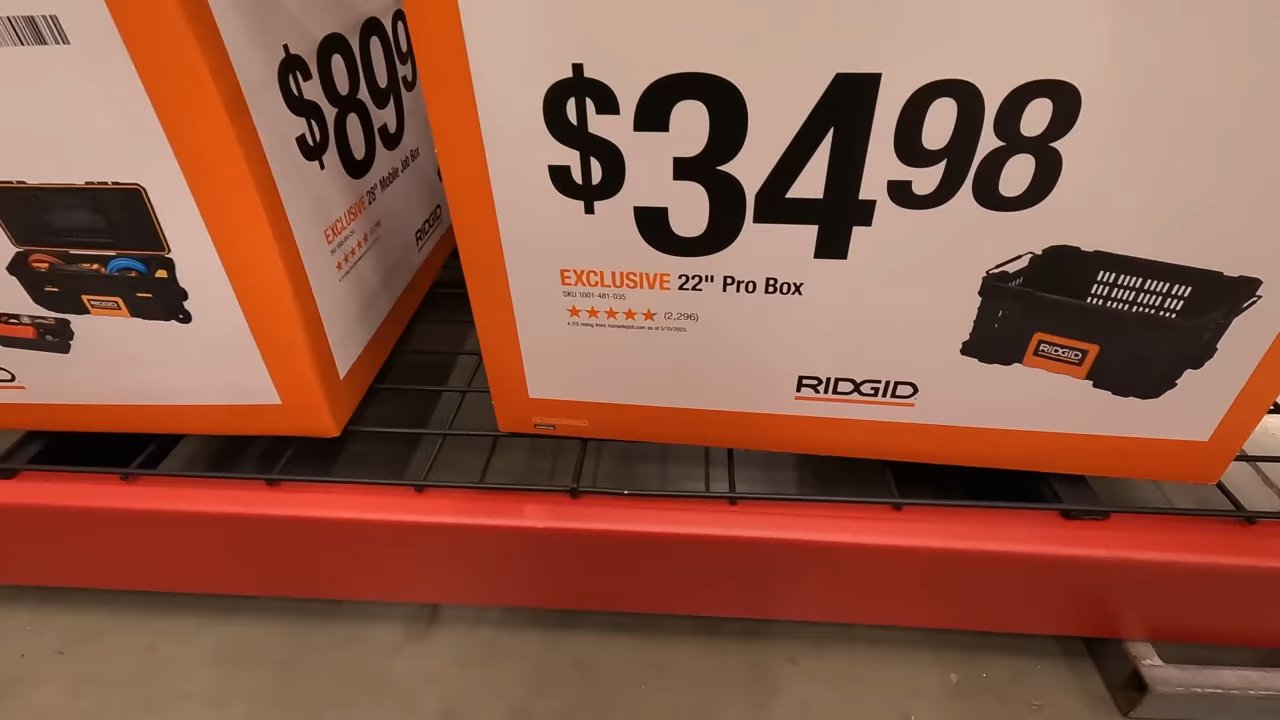 $899
EXCLUSIVE 28" Mobile Job Box
RIDGID
RIDGID
$3498
EXCLUSIVE 22" Pro Box
SKU 1001-481-035
(2,296)
RIDGID
RIDGID